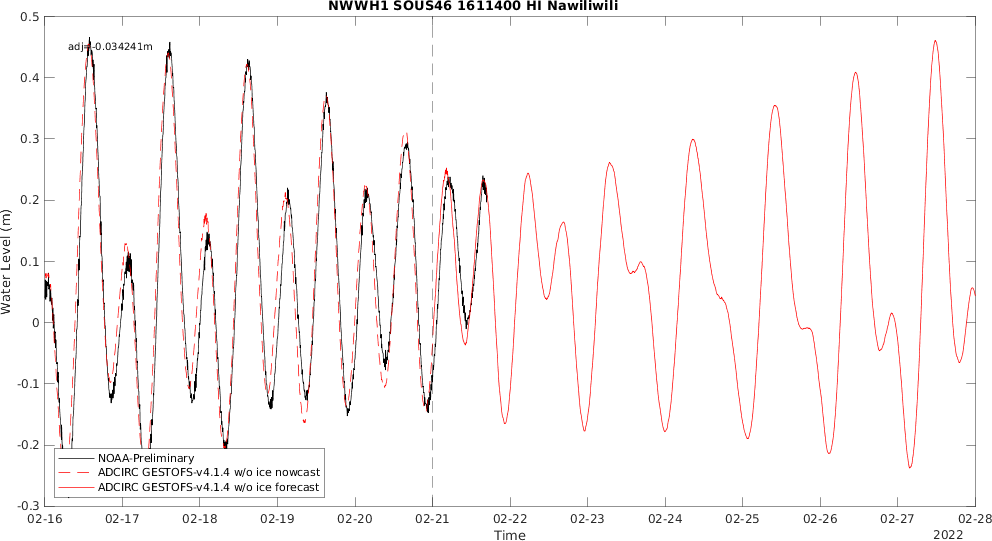 NWWH1 SOUS46 1611400 HI Nawiliwili
adj=-0.034241m
0.5
0.4
0.3
0.2
0.1
0
-0.1
-0.2
-0.3
Water Level (m)
NOAA-Preliminary
ADCIRC GESTOFS-v4.1.4 w/o ice nowcast
ADCIRC GESTOFS-v4.1.4 w/o ice forecast
02-16 02-17 02-18 02-19 02-20 02-21 02-22 02-23 02-24 02-25 02-26 02-27 02-28
Time
2022